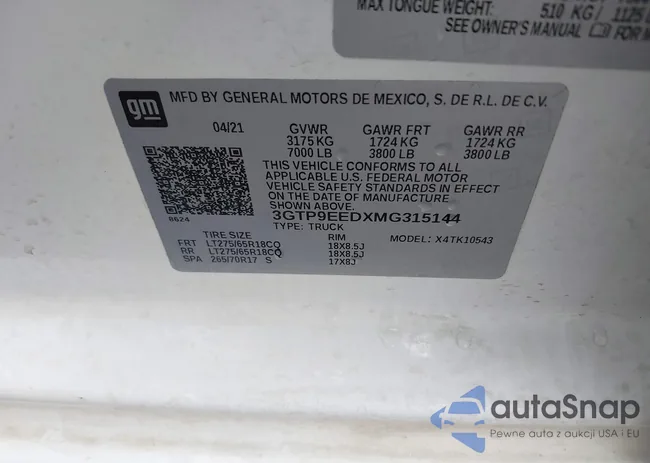 MAX TONGUE WEIGHT: 510 KG/ 1125
SEE OWNER'S MANUAL FOR
gm
MFD BY GENERAL MOTORS DE MEXICO, S. DE R.L. DE C.V.
04/21 GVWR GAWR FRT GAWR RR
3175 KG 1724 KG 1724 KG
7000 LB 3800 LB 3800 LB
THIS VEHICLE CONFORMS TO ALL
APPLICABLE U.S. FEDERAL MOTOR
VEHICLE SAFETY STANDARDS IN EFFECT
ON THE DATE OF MANUFACTURE
SHOWN ABOVE.
8624 3GTP9EEDXMG315144
TYPE: TRUCK MODEL: X4TK10543
TIRE SIZE RIM
FRT LT275/65R18CQ 18X8.5J
RR LT275/65R18CQ 18X8.5J
SPA 265/70R17 S 17X8J
autaSnap
Pewne auta z aukcji USA i EU